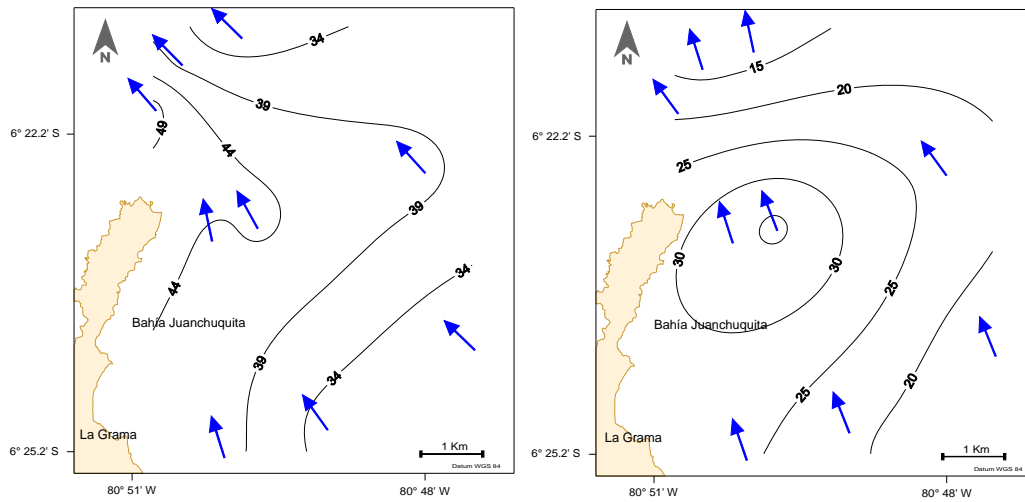 N
34
39
49
44
6° 22.2' S
39
44
34
Bahía Juanchuquita
39
34
La Grama
1 Km
Datum WGS 84
6° 25.2' S
80° 51' W
80° 48' W
N
15
20
6° 22.2' S
25
30
30
25
Bahía Juanchuquita
20
25
La Grama
1 Km
Datum WGS 84
6° 25.2' S
80° 51' W
80° 48' W